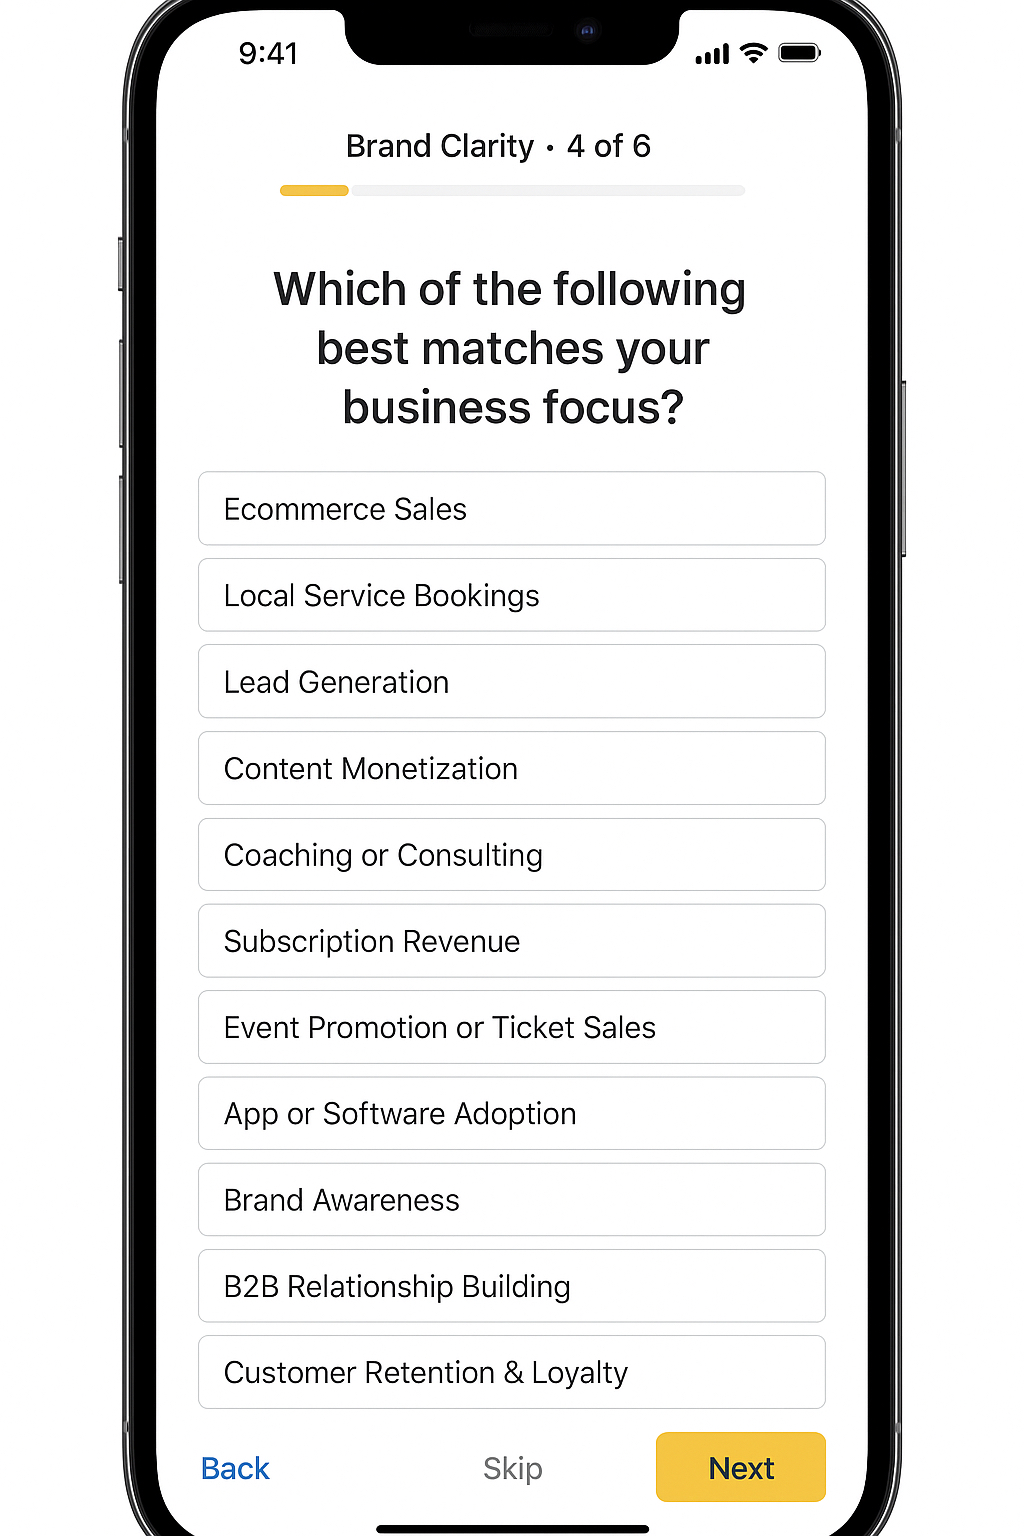 9:41
Brand Clarity • 4 of 6
Which of the following
best matches your
business focus?
Ecommerce Sales
Local Service Bookings
Lead Generation
Content Monetization
Coaching or Consulting
Subscription Revenue
Event Promotion or Ticket Sales
App or Software Adoption
Brand Awareness
B2B Relationship Building
Customer Retention & Loyalty
Back Skip Next